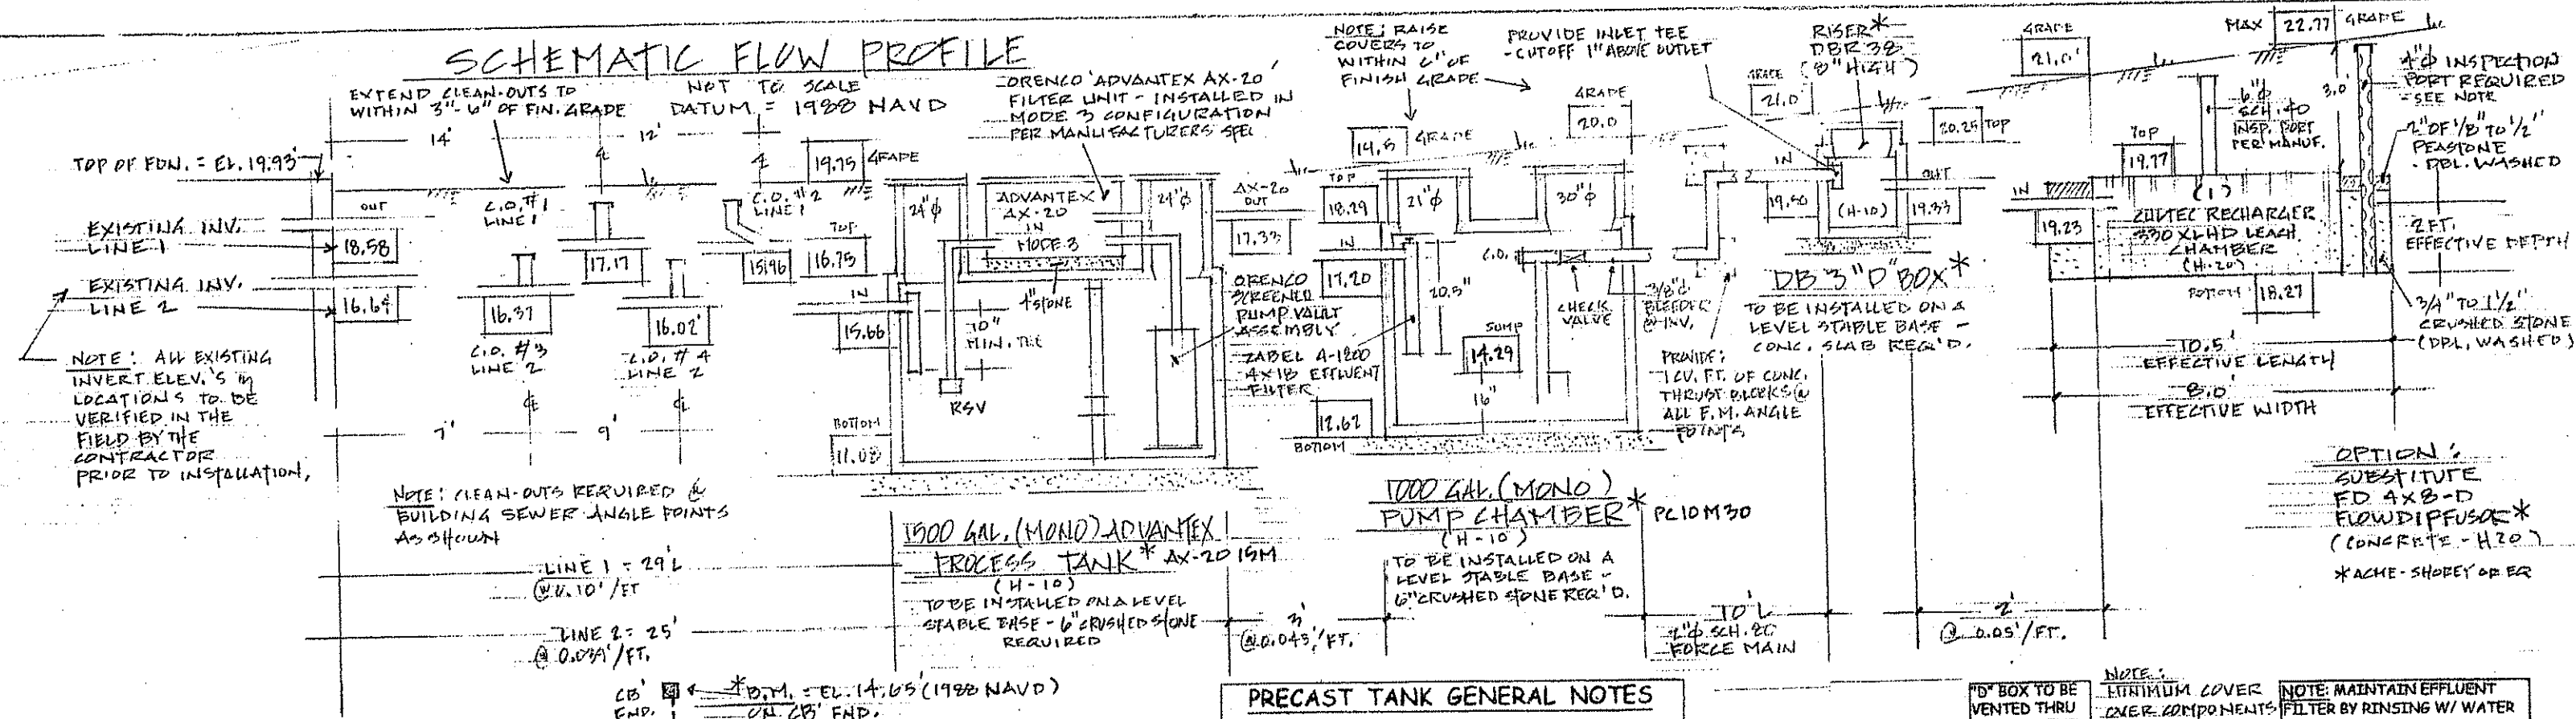 SCHEMATIC FLOW PROFILE
NOT TO SCALE
DATUM = 1988 NAVD
EXTEND CLEAN-OUTS TO
WITHIN 3"-6" OF FIN. GRADE
14'
12'
TOP OF FDN. = EL. 19.93'
EXISTING INV.
LINE 1
OUT
18.58
EXISTING INV.
LINE 2
16.64
NOTE: ALL EXISTING
INVERT ELEV.'S
LOCATIONS TO BE
VERIFIED IN THE
FIELD BY THE
CONTRACTOR
PRIOR TO INSTALLATION,
C.O. #1
LINE 1
17.17
C.O. #2
LINE 1
15.96
16.37
C.O. #3
LINE 2
16.02'
C.O. #4
LINE 2
7'
9'
NOTE: CLEAN-OUTS REQUIRED @
BUILDING SEWER ANGLE POINTS
AS SHOWN
LINE 1 = 29'L
@ 0.10'/FT
LINE 2 = 25'
@ 0.039'/FT.
CB'
END.
*B.M. = EL. 14.65 (1988 NAVD)
ON CB' END.
ORENCO ADVANTEX AX-20
FILTER UNIT - INSTALLED IN
MODE 3 CONFIGURATION
PER MANUFACTURERS SPEC
19.75 GRADE
TOP
16.75
IN
15.66
BOTTOM
11.08
24"φ
ADVANTEX
AX-20
IN
MODE 3
24"φ
4" STONE
10"
MIN. TEE
RSV
1500 GAL. (MONO) ADVANTEX
PROCESS TANK* AX-20 15M
(H-10)
TO BE INSTALLED ON A LEVEL
STABLE BASE - 6" CRUSHED STONE
REQUIRED
AX-20
OUT
17.33
ORENCO
SCREENED
PUMP VAULT
ASSEMBLY
ZABEL A-1800
4X18 EFFLUENT
FILTER
3'
@ 0.043'/FT.
NOTE: RAISE
COVERS TO
WITHIN 6" OF
FINISH GRADE
19.5 GRADE
TOP
18.29
IN
17.20
12.62
BOTTOM
21"φ
30"φ
GRADE
20.0
C.O.
20.5"
CHECK
VALVE
3/8"φ
BLEEDER
@ INV.
SUMP
14.29
16"
1000 GAL. (MONO)
PUMP CHAMBER* PC10M30
(H-10)
TO BE INSTALLED ON A
LEVEL STABLE BASE -
6" CRUSHED STONE REQ'D.
PROVIDE:
1 CU. FT. OF CONC.
THRUST BLOCKS @
ALL F.M. ANGLE
POINTS
10'L
2"φ SCH. 20
FORCE MAIN
PROVIDE INLET TEE
- CUTOFF 1" ABOVE OUTLET
RISER*
DBR 38
(8" HIGH)
GRADE
21.0
20.25 TOP
IN
19.50
(H-10)
OUT
19.33
DB 3 "D" BOX*
TO BE INSTALLED ON A
LEVEL STABLE BASE -
CONC. SLAB REQ'D.
2'
@ 0.05'/FT.
GRADE
21.0'
MAX 22.77 GRADE
3.0'
6"φ
SCH. 40
INSP. PORT
PER MANUF.
4"φ INSPECTION
PORT REQUIRED
- SEE NOTE
2" OF 1/8" TO 1/2"
PEASTONE
- DBL. WASHED
TOP
19.77
IN
19.23
(1)
CULTEC RECHARGER
330 XLHD LEACH
CHAMBER
(H-20)
BOTTOM 18.27
2 FT.
EFFECTIVE DEPTH
3/4" TO 1 1/2"
CRUSHED STONE
(DBL. WASHED)
10.5'
EFFECTIVE LENGTH
8.0'
EFFECTIVE WIDTH
OPTION:
SUBSTITUTE
FD 4X8-D
FLOWDIFFUSOR*
(CONCRETE - H20)
*ACME-SHOREY OR EQ
PRECAST TANK GENERAL NOTES
"D" BOX TO BE
VENTED THRU
NOTE:
MINIMUM COVER
OVER COMPONENTS
NOTE: MAINTAIN EFFLUENT
FILTER BY RINSING W/ WATER